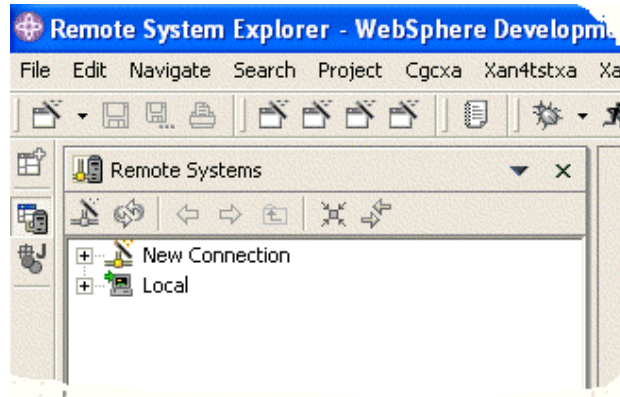 Remote System Explorer - WebSphere Developme
File Edit Navigate Search Project Cgcxa Xan4tstxa Xa
Remote Systems
New Connection
Local